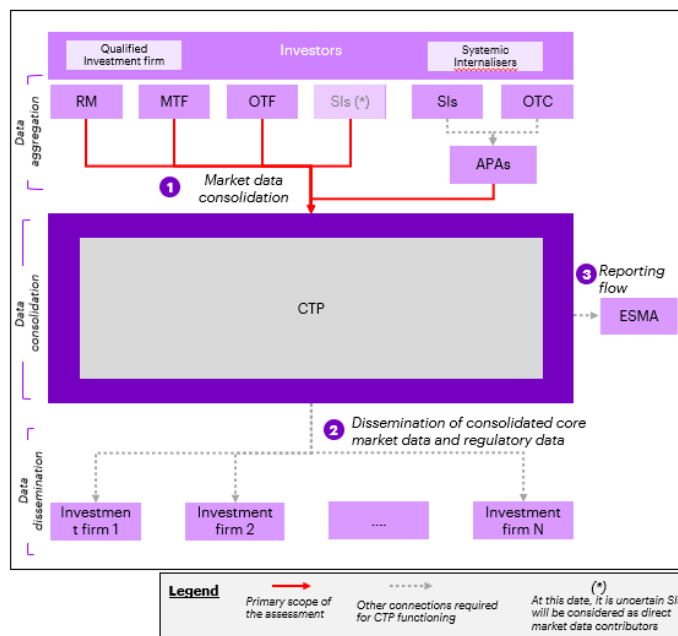 Qualified
Investment firm
Investors
Systemic
Internalisers
Data
aggregation
RM
MTF
OTF
SIs (*)
SIs
OTC
APAs
1
Market data
consolidation
Data
consolidation
CTP
3
Reporting
flow
ESMA
2
Dissemination of consolidated core
market data and regulatory data
Data
dissemination
Investmen
t firm 1
Investment
firm 2
....
Investment
firm N
Legend
Primary scope of
the assessment
Other connections required
for CTP functioning
(*)
At this date, it is uncertain SI
will be considered as direct
market data contributors